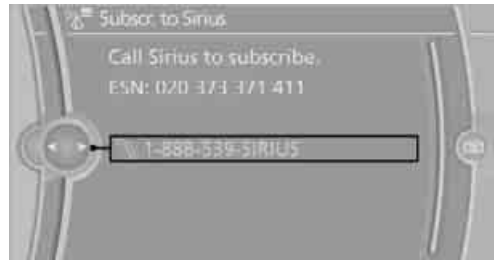 Subscr. to Sirius
Call Sirius to subscribe.
ESN: 020 373 371 411
1-888-539-SIRIUS